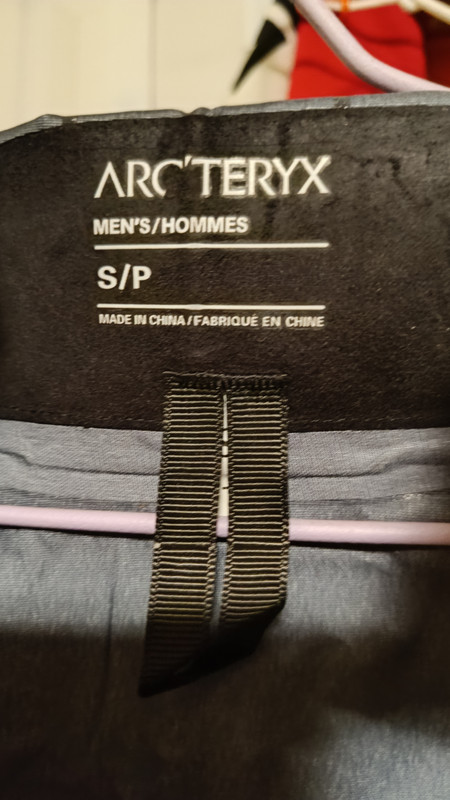 ARC'TERYX
MEN'S/HOMMES
S/P
MADE IN CHINA/FABRIQUÉ EN CHINE